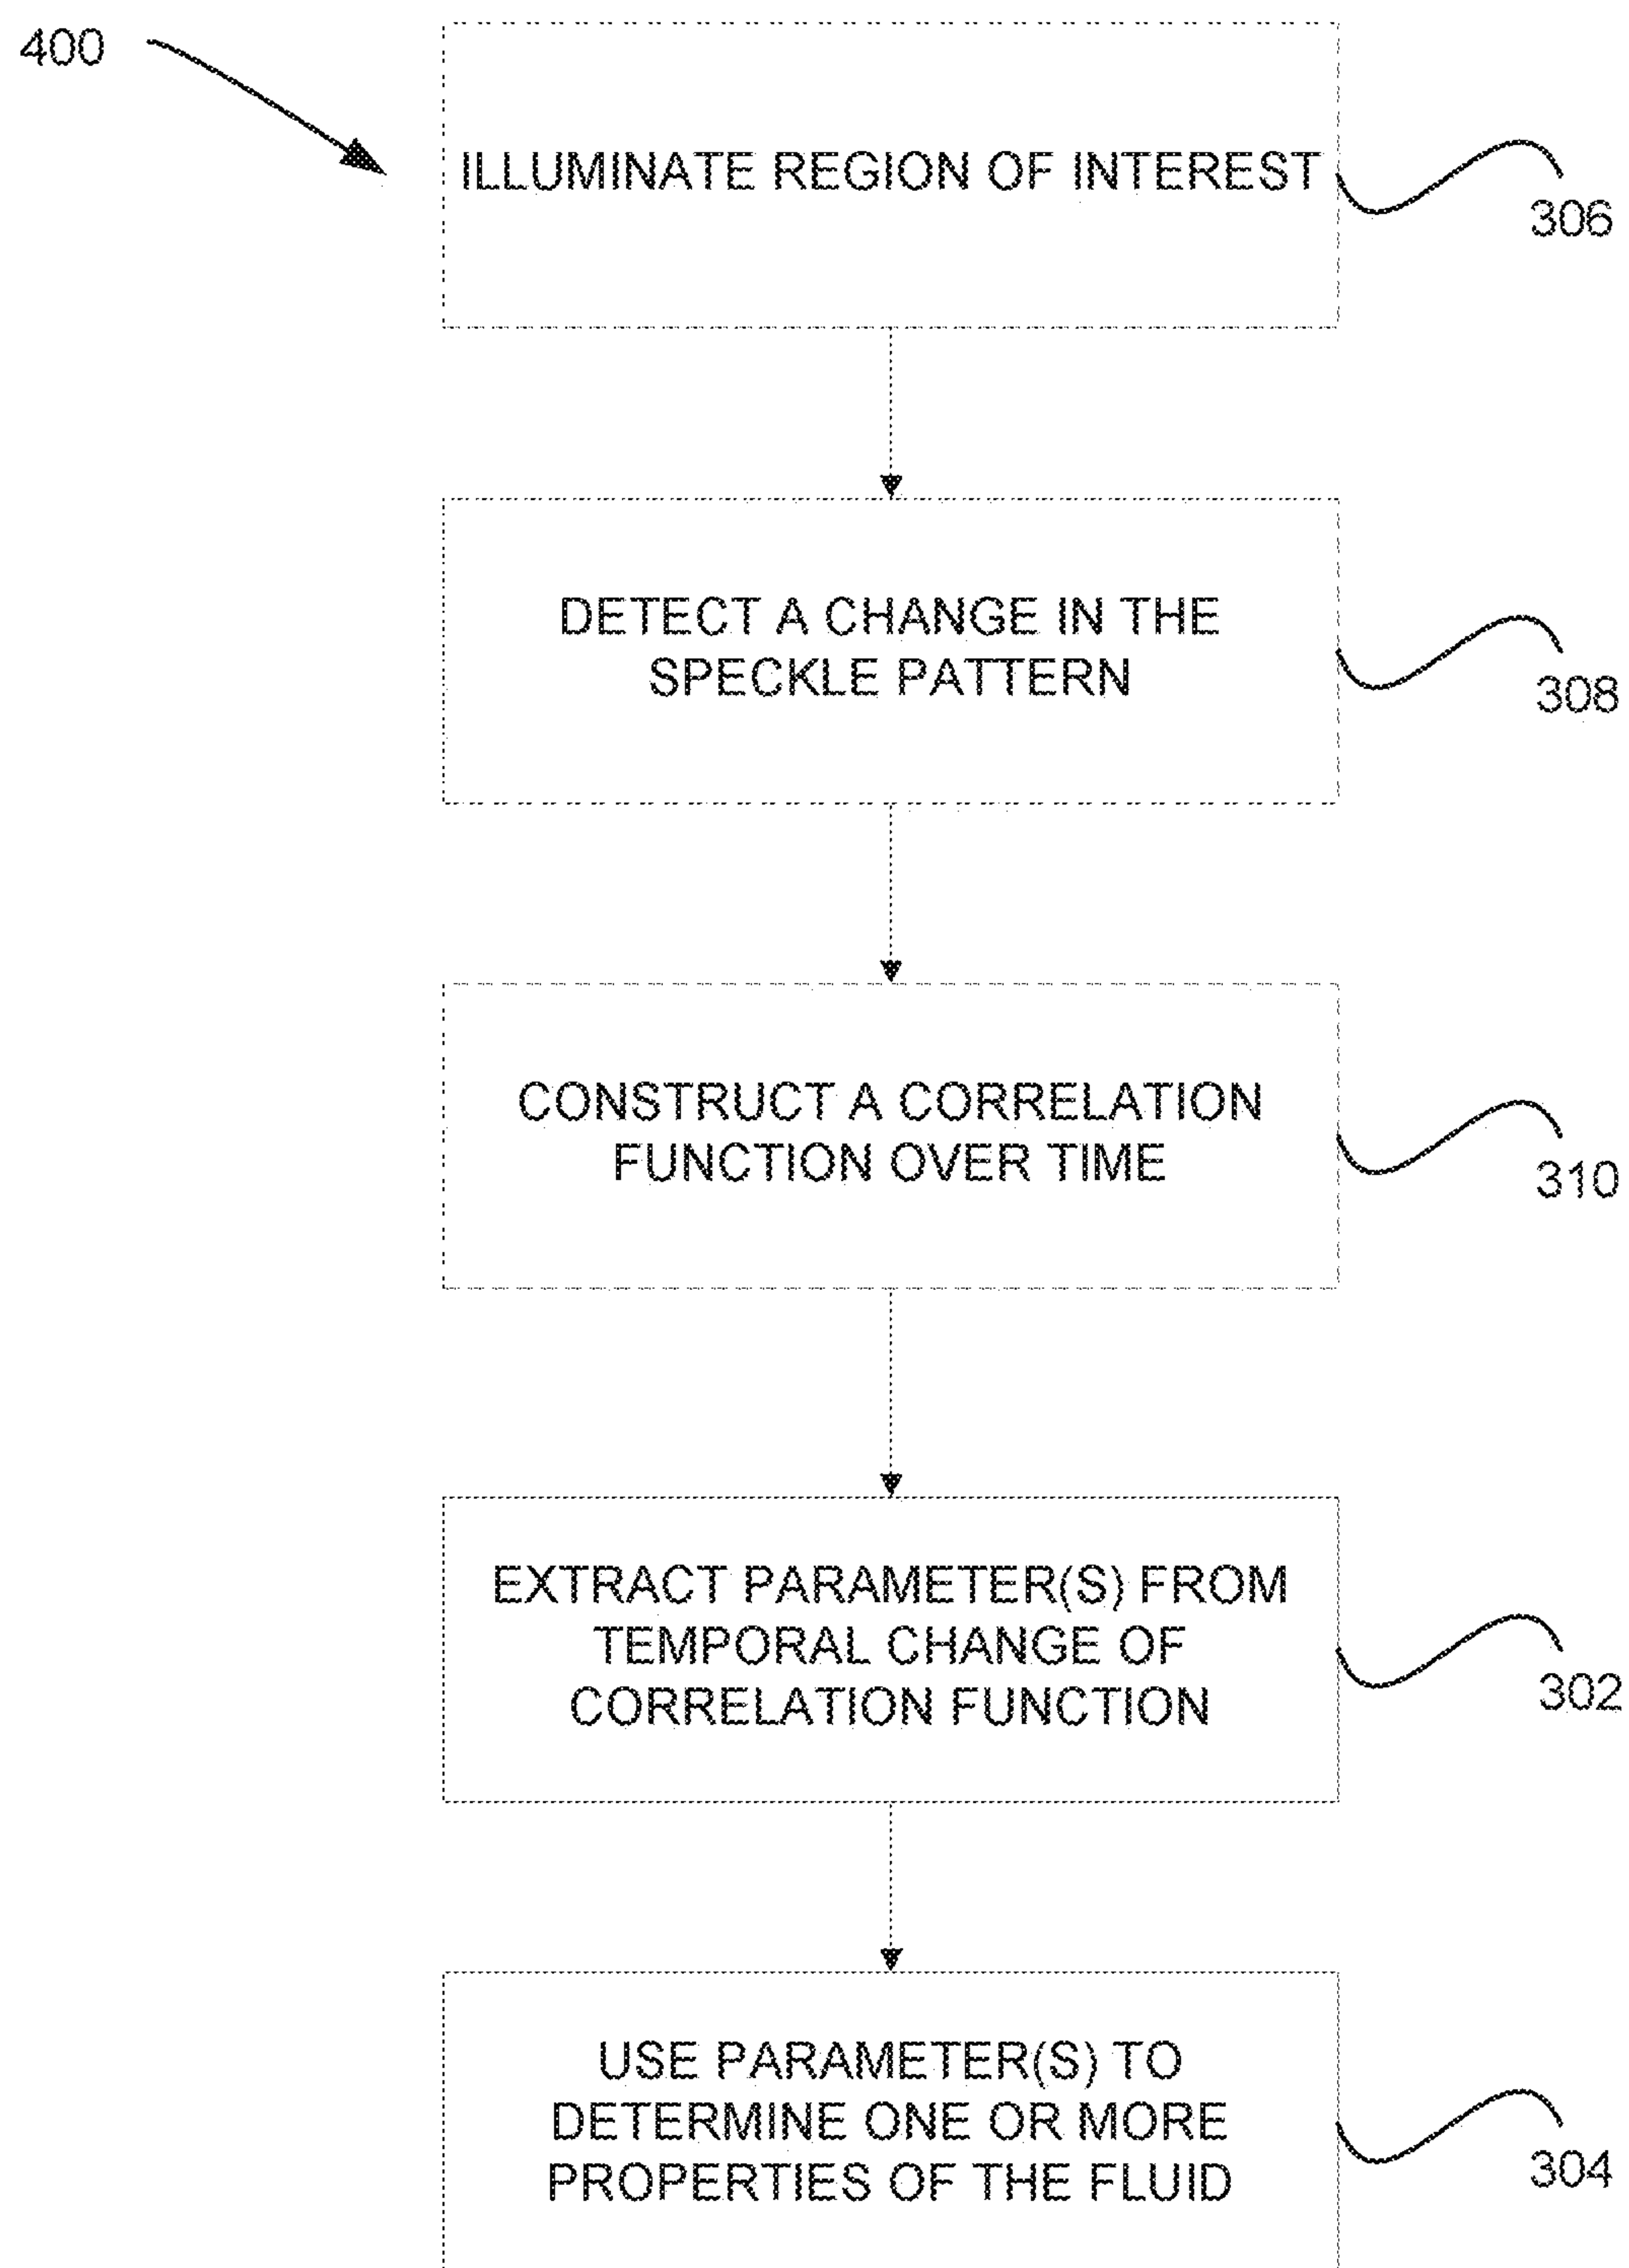 400
ILLUMINATE REGION OF INTEREST
306
DETECT A CHANGE IN THE
SPECKLE PATTERN
308
CONSTRUCT A CORRELATION
FUNCTION OVER TIME
310
EXTRACT PARAMETER(S) FROM
TEMPORAL CHANGE OF
CORRELATION FUNCTION
302
USE PARAMETER(S) TO
DETERMINE ONE OR MORE
PROPERTIES OF THE FLUID
304